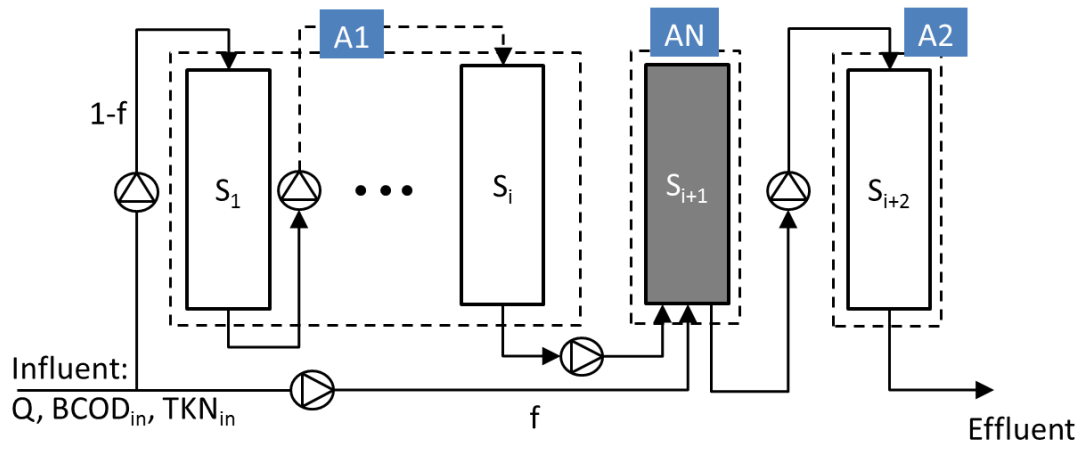 A1
AN
A2
1-f
S1
•••
Si
Si+1
Si+2
Influent:
Q, BCODin, TKNin
f
Effluent